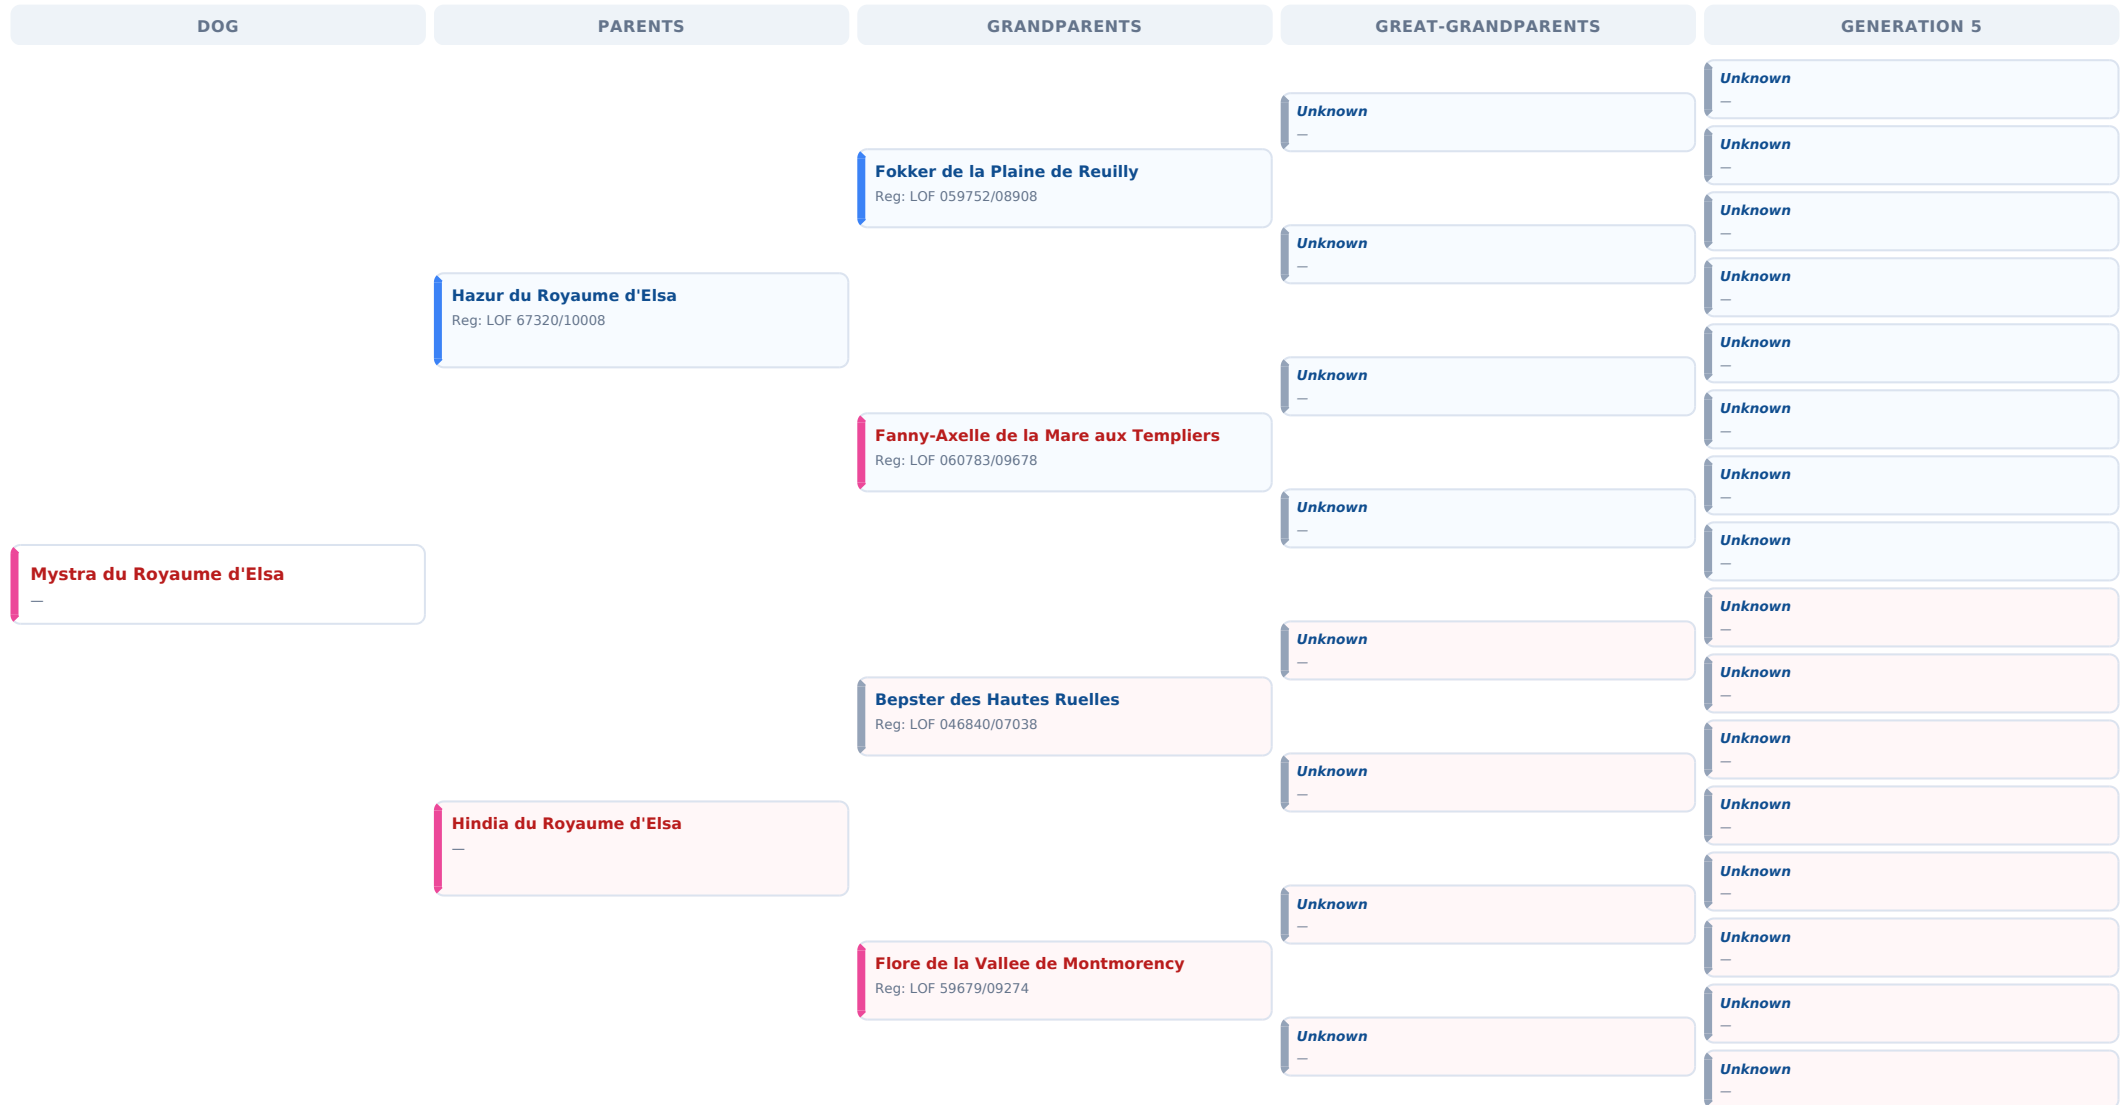 DOG
PARENTS
GRANDPARENTS
GREAT-GRANDPARENTS
GENERATION 5
Mystra du Royaume d'Elsa
—
Hazur du Royaume d'Elsa
Reg: LOF 67320/10008
Hindia du Royaume d'Elsa
—
Fokker de la Plaine de Reuilly
Reg: LOF 059752/08908
Fanny-Axelle de la Mare aux Templiers
Reg: LOF 060783/09678
Bepster des Hautes Ruelles
Reg: LOF 046840/07038
Flore de la Vallee de Montmorency
Reg: LOF 59679/09274
Unknown
—
Unknown
—
Unknown
—
Unknown
—
Unknown
—
Unknown
—
Unknown
—
Unknown
—
Unknown
—
Unknown
—
Unknown
—
Unknown
—
Unknown
—
Unknown
—
Unknown
—
Unknown
—
Unknown
—
Unknown
—
Unknown
—
Unknown
—
Unknown
—
Unknown
—
Unknown
—
Unknown
—